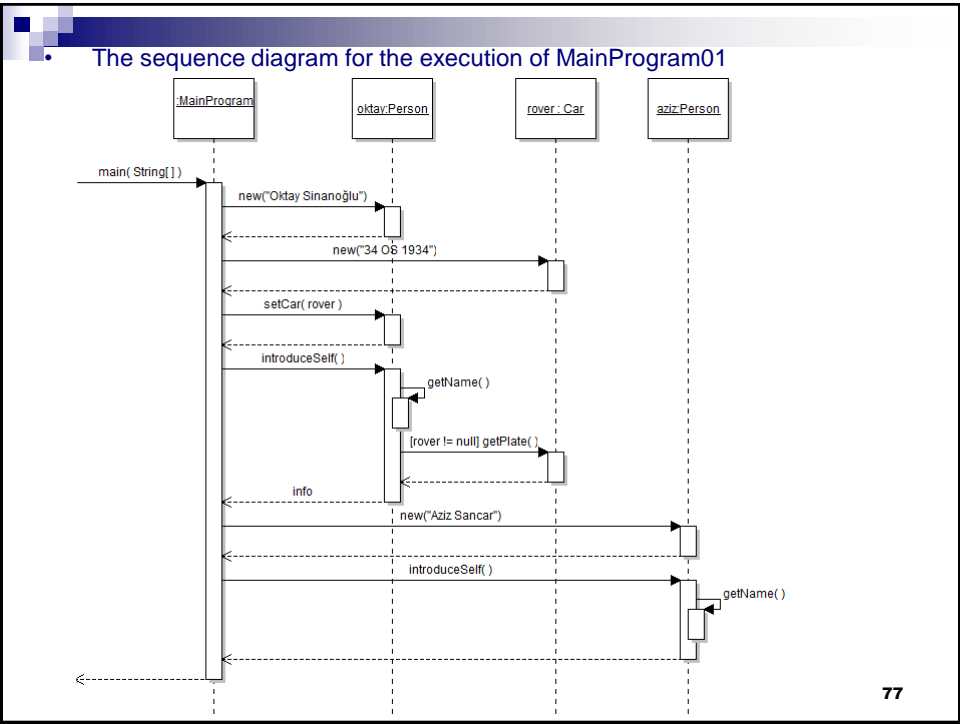 • The sequence diagram for the execution of MainProgram01
:MainProgram
oktay:Person
rover : Car
aziz:Person
main( String[ ] )
new("Oktay Sinanoğlu")
new("34 OS 1934")
setCar( rover )
introduceSelf( )
getName( )
[rover != null] getPlate( )
info
new("Aziz Sancar")
introduceSelf( )
getName( )
77